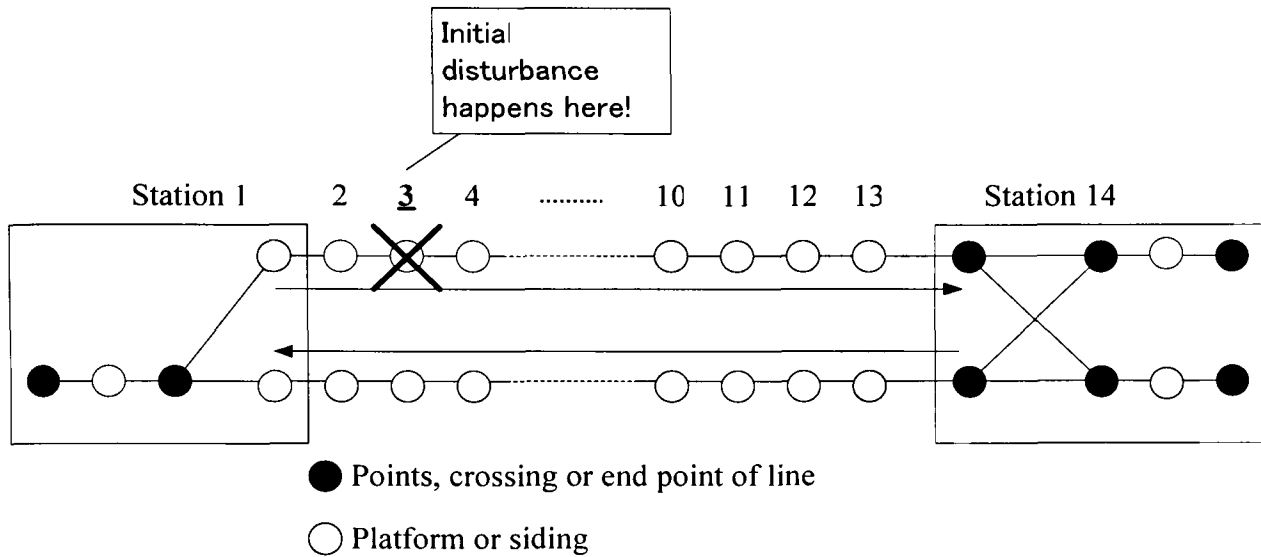 Initial
disturbance
happens here!
Station 1 2 3 4 .......... 10 11 12 13 Station 14
Points, crossing or end point of line
Platform or siding